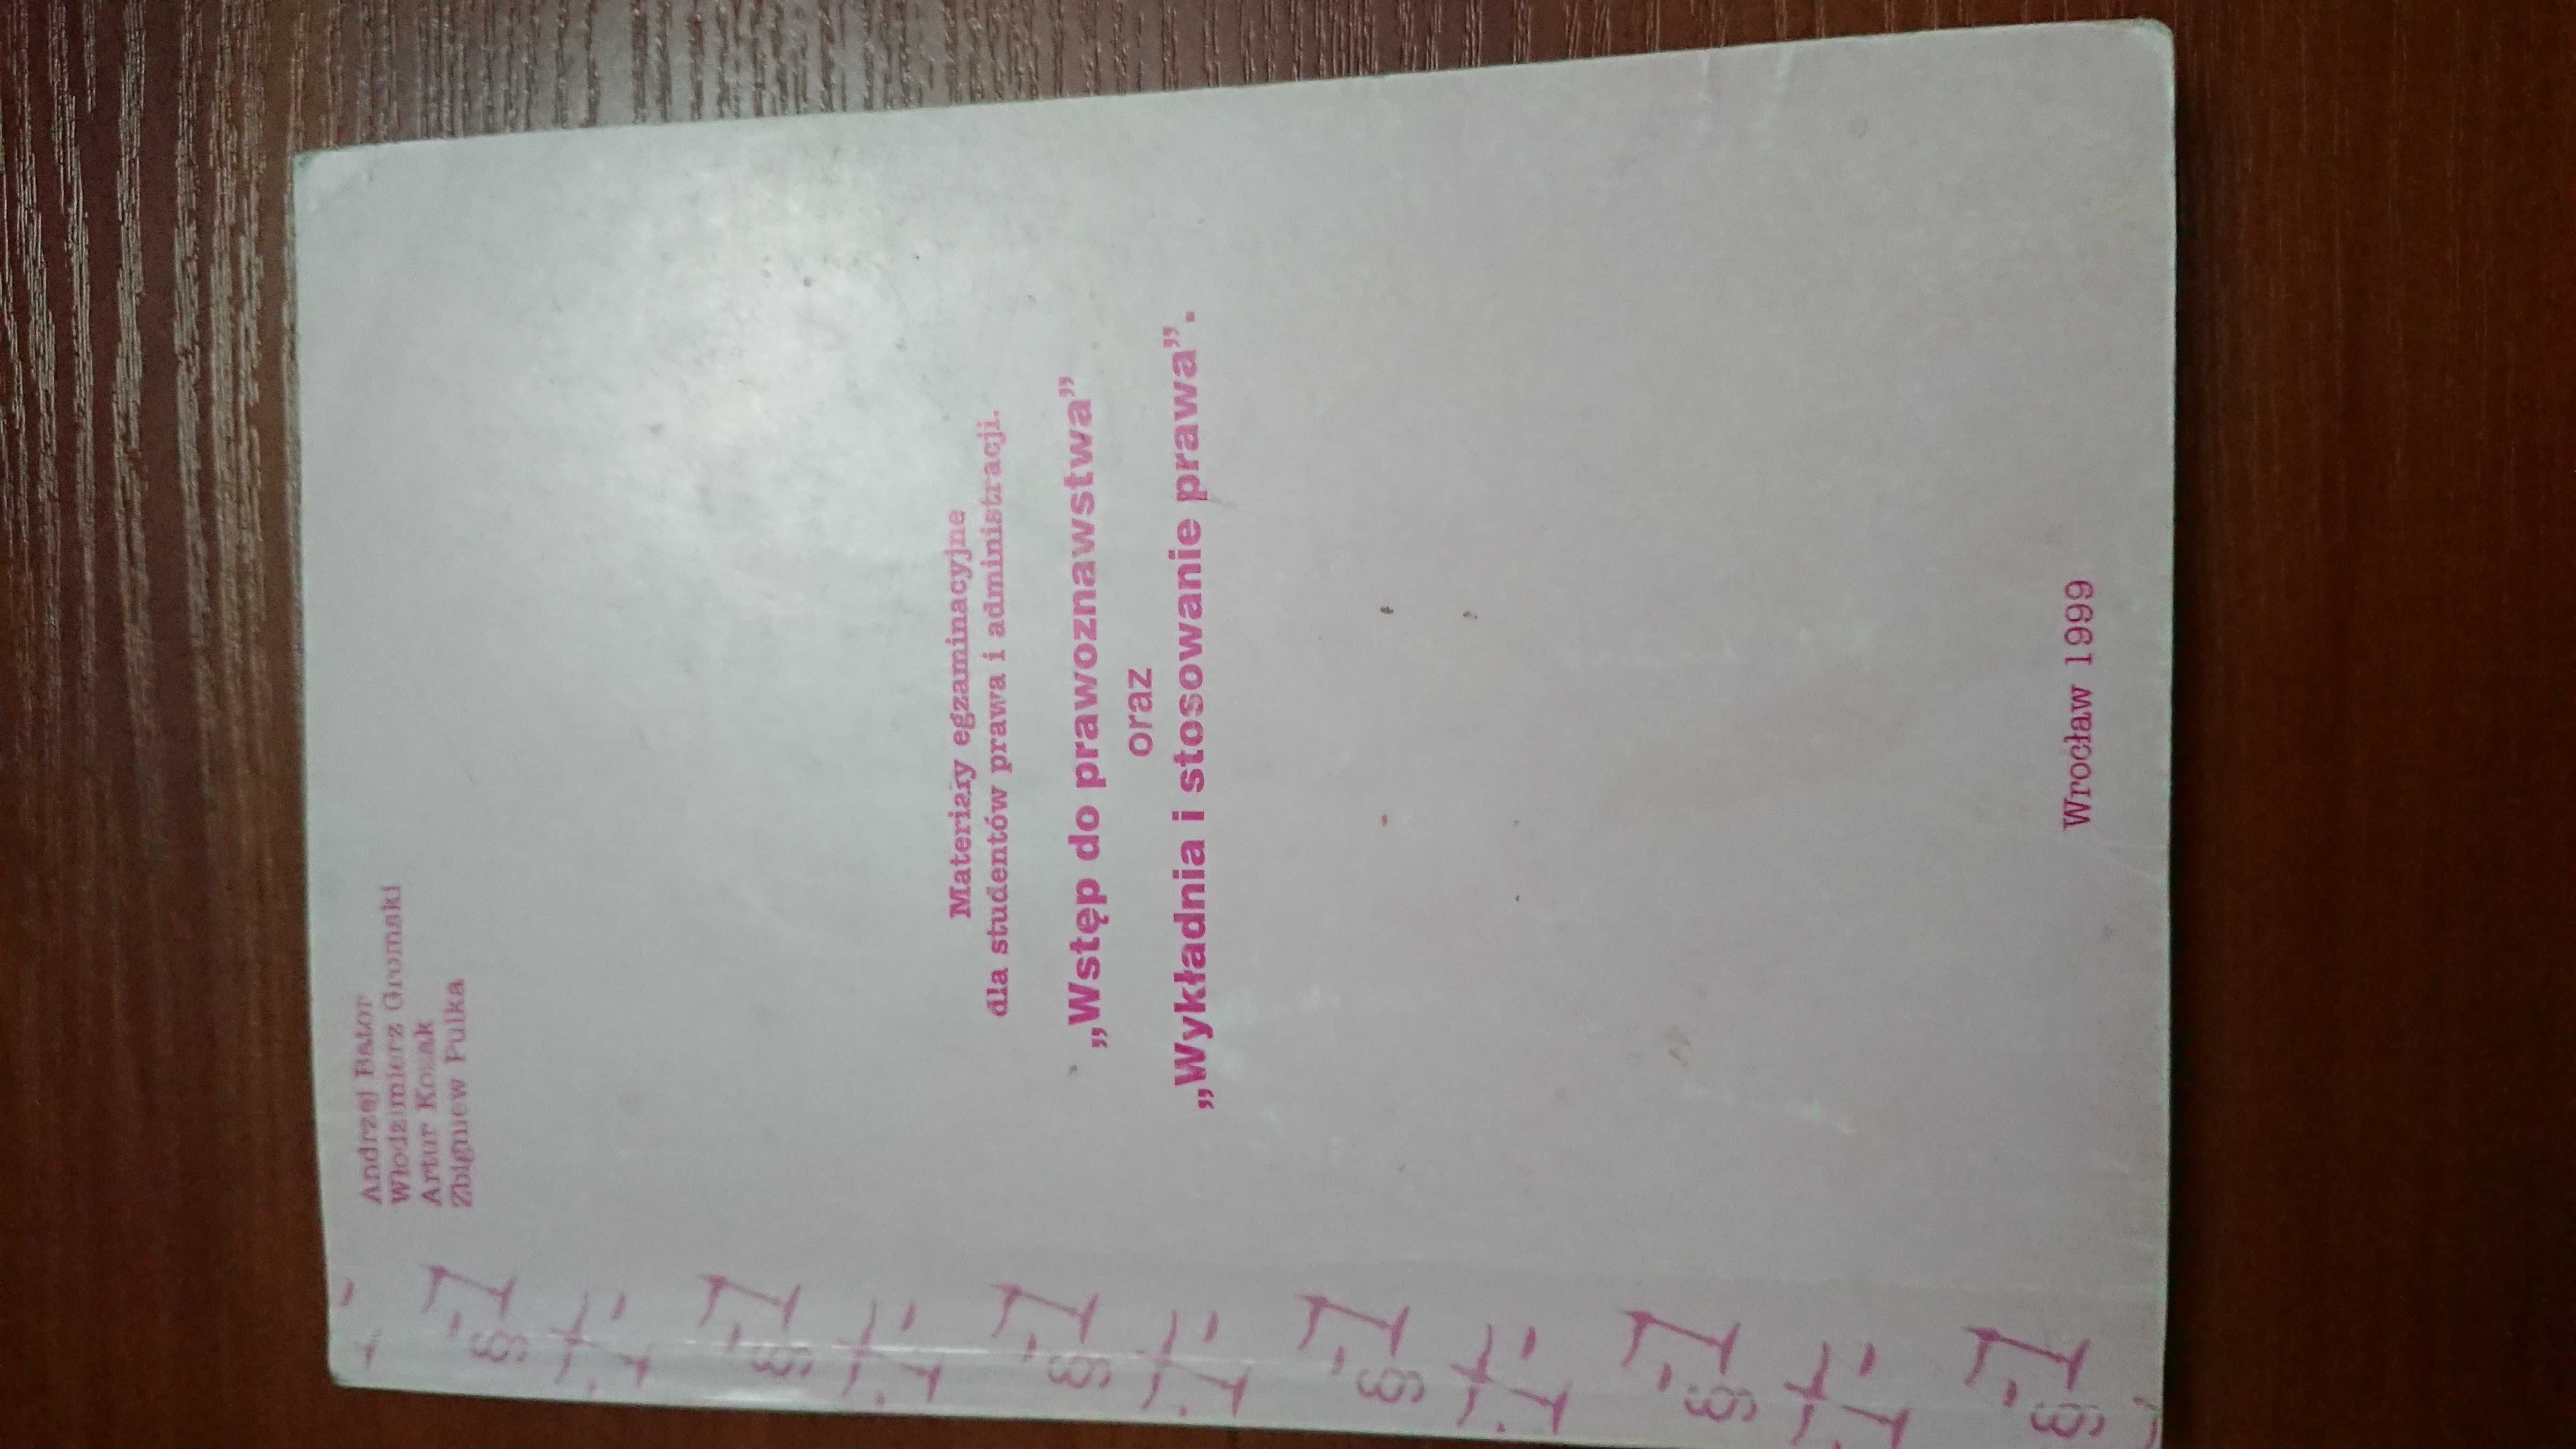 Andrzej Bator
Włodzimierz Gromski
Artur Kozak
Zbigniew Pulka
Materiały egzaminacyjne
dla studentów prawa i administracji.
„Wstęp do prawoznawstwa”
oraz
„Wykładnia i stosowanie prawa”.
Wrocław 1999